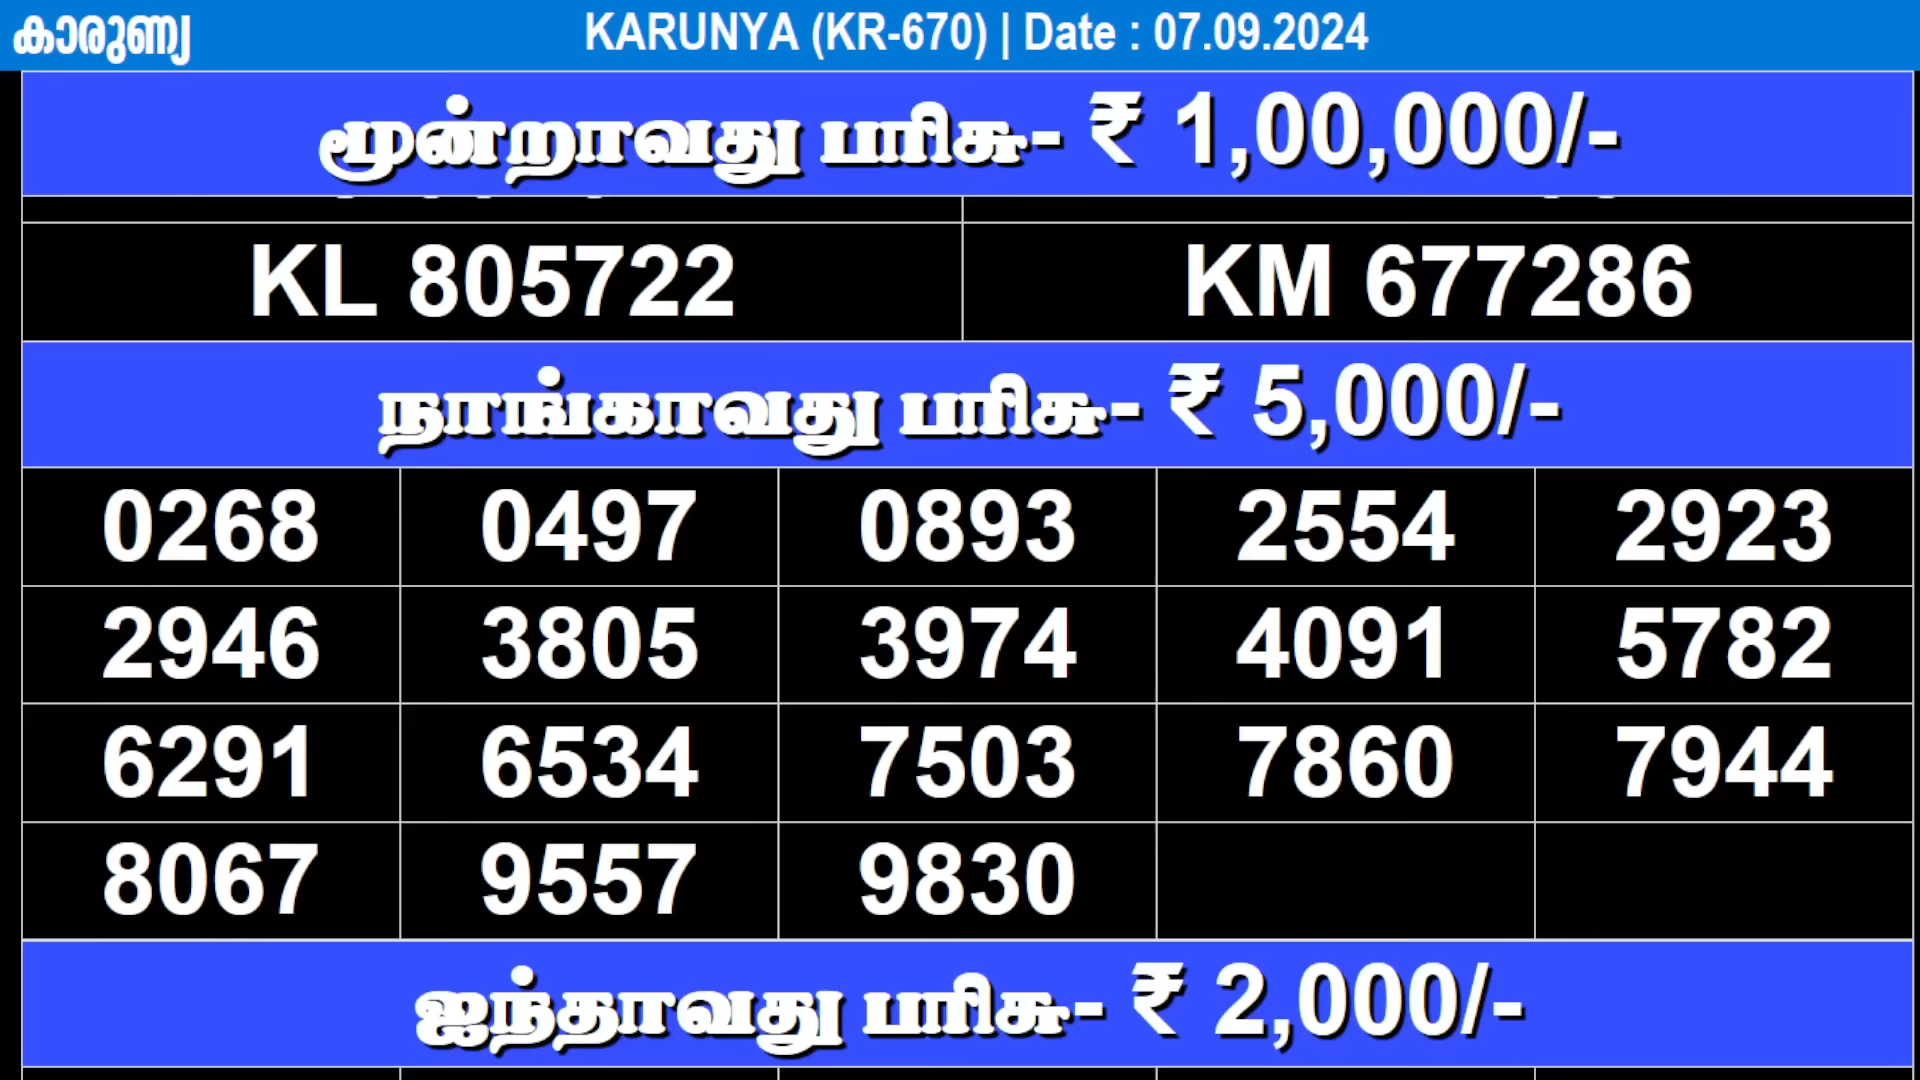 കാരുണ്യ KARUNYA (KR-670) | Date : 07.09.2024
மூன்றாவது பரிசு- ₹ 1,00,000/-
KL 805722 KM 677286
நாங்காவது பரிசு- ₹ 5,000/-
0268 0497 0893 2554 2923
2946 3805 3974 4091 5782
6291 6534 7503 7860 7944
8067 9557 9830
ஐந்தாவது பரிசு- ₹ 2,000/-